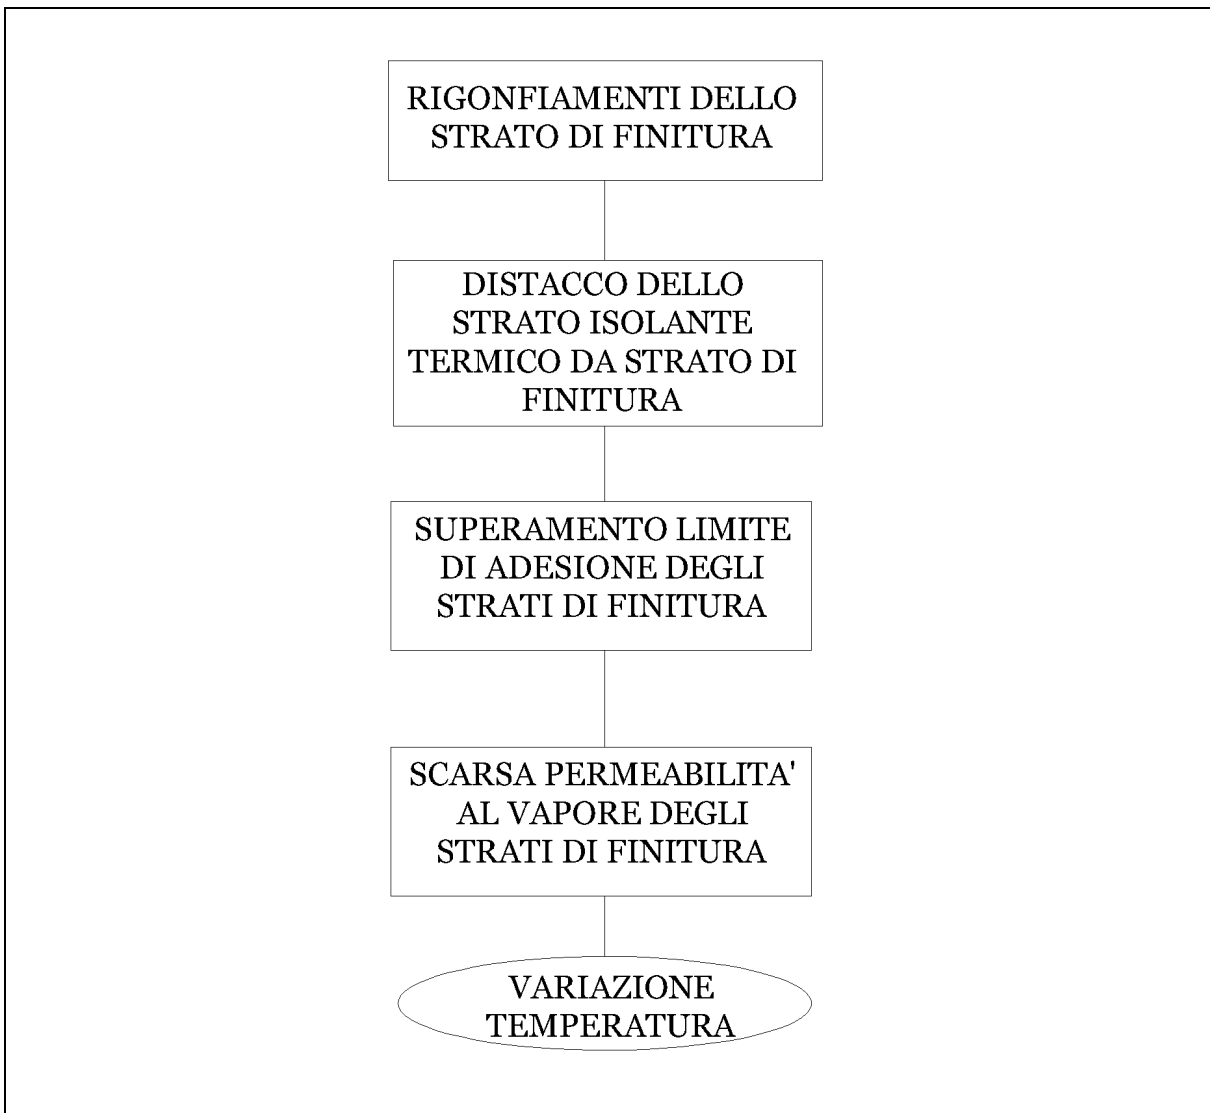 RIGONFIAMENTI DELLO
STRATO DI FINITURA
DISTACCO DELLO
STRATO ISOLANTE
TERMICO DA STRATO DI
FINITURA
SUPERAMENTO LIMITE
DI ADESIONE DEGLI
STRATI DI FINITURA
SCARSA PERMEABILITA'
AL VAPORE DEGLI
STRATI DI FINITURA
VARIAZIONE
TEMPERATURA